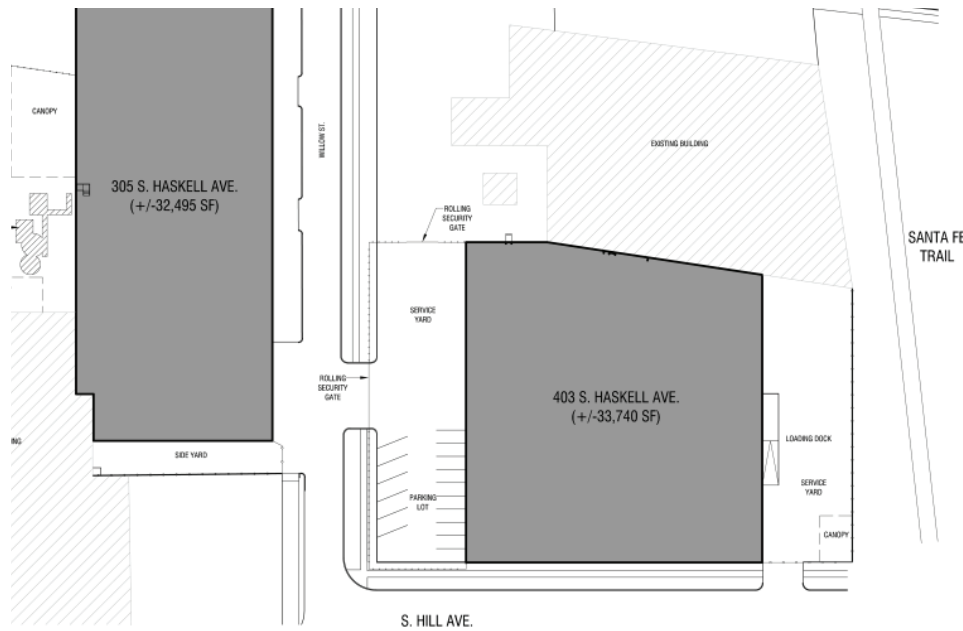 CANOPY
WILLOW ST.
EXISTING BUILDING
305 S. HASKELL AVE.
(+/-32,495 SF)
ROLLING
SECURITY
GATE
SANTA FE
TRAIL
SERVICE
YARD
ROLLING
SECURITY
GATE
403 S. HASKELL AVE.
(+/-33,740 SF)
LOADING DOCK
SIDE YARD
SERVICE
YARD
PARKING
LOT
CANOPY
S. HILL AVE.